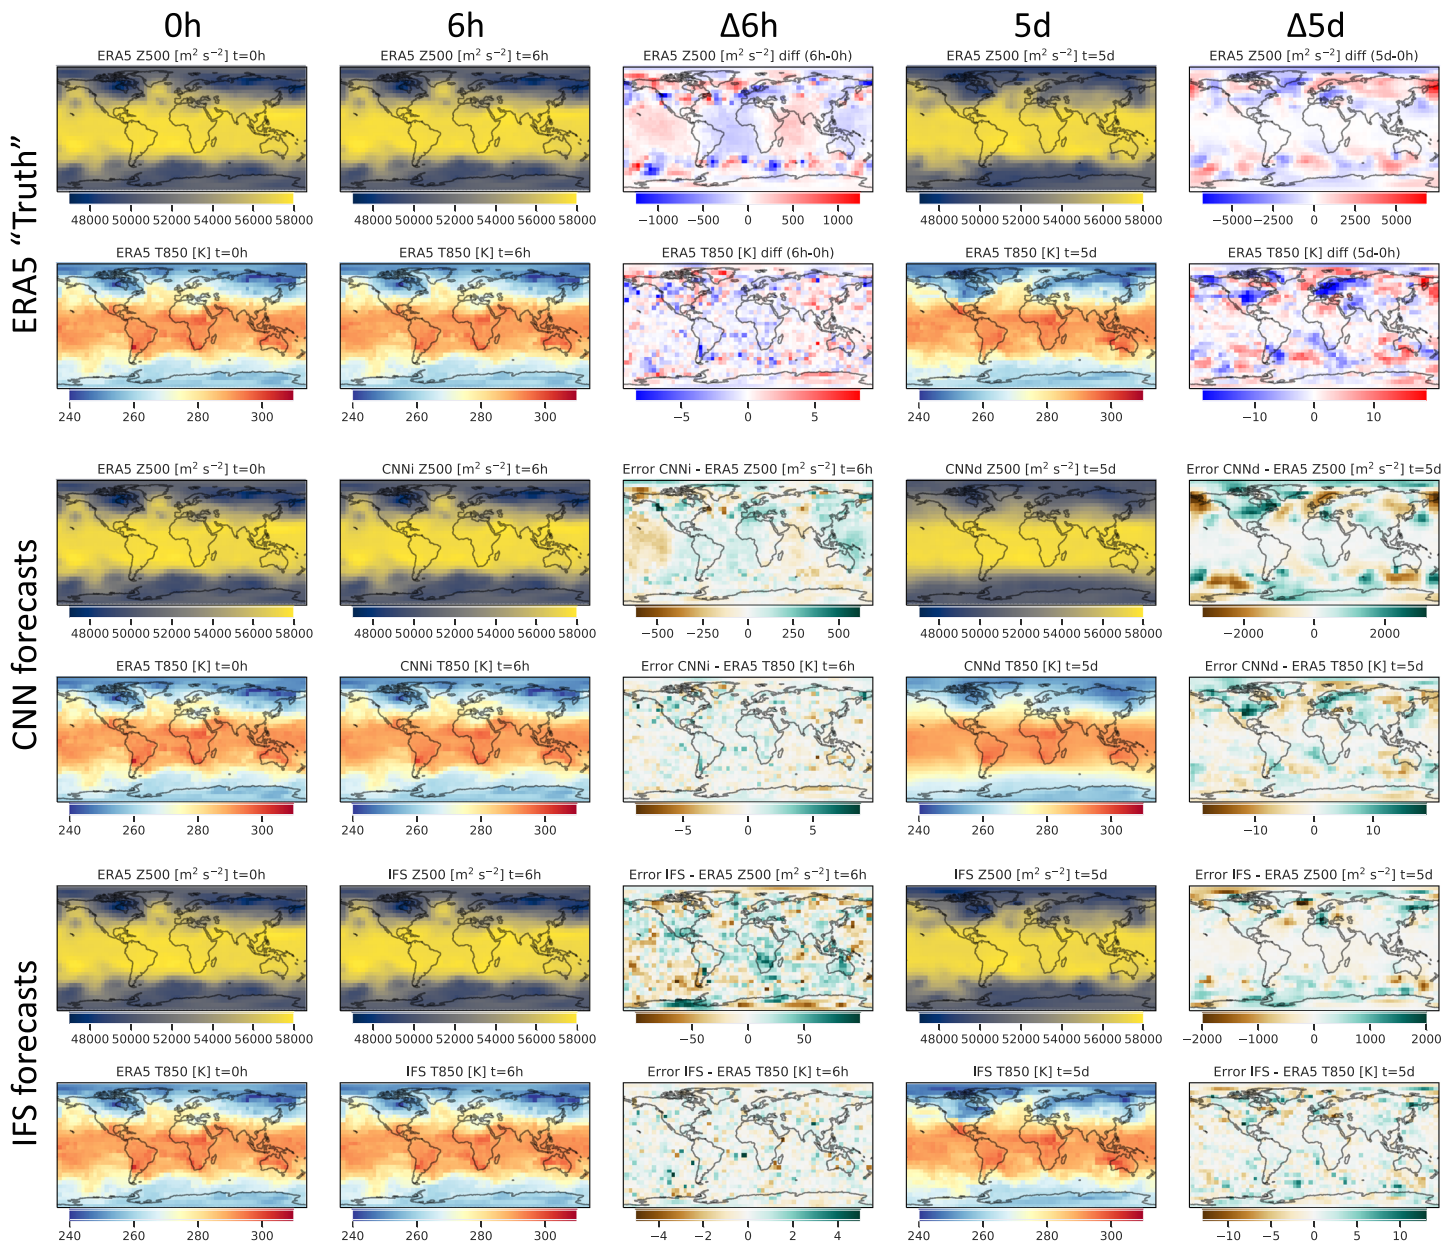 0h 6h Δ6h 5d Δ5d
ERA5 “Truth”
ERA5 Z500 [m² s⁻²] t=0h
ERA5 Z500 [m² s⁻²] t=6h
ERA5 Z500 [m² s⁻²] diff (6h-0h)
ERA5 Z500 [m² s⁻²] t=5d
ERA5 Z500 [m² s⁻²] diff (5d-0h)
48000 50000 52000 54000 56000 58000
48000 50000 52000 54000 56000 58000
−1000 −500 0 500 1000
48000 50000 52000 54000 56000 58000
−5000 −2500 0 2500 5000
ERA5 T850 [K] t=0h
ERA5 T850 [K] t=6h
ERA5 T850 [K] diff (6h-0h)
ERA5 T850 [K] t=5d
ERA5 T850 [K] diff (5d-0h)
240 260 280 300
240 260 280 300
−5 0 5
240 260 280 300
−10 0 10
CNN forecasts
ERA5 Z500 [m² s⁻²] t=0h
CNNi Z500 [m² s⁻²] t=6h
Error CNNi - ERA5 Z500 [m² s⁻²] t=6h
CNNd Z500 [m² s⁻²] t=5d
Error CNNd - ERA5 Z500 [m² s⁻²] t=5d
48000 50000 52000 54000 56000 58000
48000 50000 52000 54000 56000 58000
−500 −250 0 250 500
48000 50000 52000 54000 56000 58000
−2000 0 2000
ERA5 T850 [K] t=0h
CNNi T850 [K] t=6h
Error CNNi - ERA5 T850 [K] t=6h
CNNd T850 [K] t=5d
Error CNNd - ERA5 T850 [K] t=5d
240 260 280 300
240 260 280 300
−5 0 5
240 260 280 300
−10 0 10
IFS forecasts
ERA5 Z500 [m² s⁻²] t=0h
IFS Z500 [m² s⁻²] t=6h
Error IFS - ERA5 Z500 [m² s⁻²] t=6h
IFS Z500 [m² s⁻²] t=5d
Error IFS - ERA5 Z500 [m² s⁻²] t=5d
48000 50000 52000 54000 56000 58000
48000 50000 52000 54000 56000 58000
−50 0 50
48000 50000 52000 54000 56000 58000
−2000 −1000 0 1000 2000
ERA5 T850 [K] t=0h
IFS T850 [K] t=6h
Error IFS - ERA5 T850 [K] t=6h
IFS T850 [K] t=5d
Error IFS - ERA5 T850 [K] t=5d
240 260 280 300
240 260 280 300
−4 −2 0 2 4
240 260 280 300
−10 −5 0 5 10